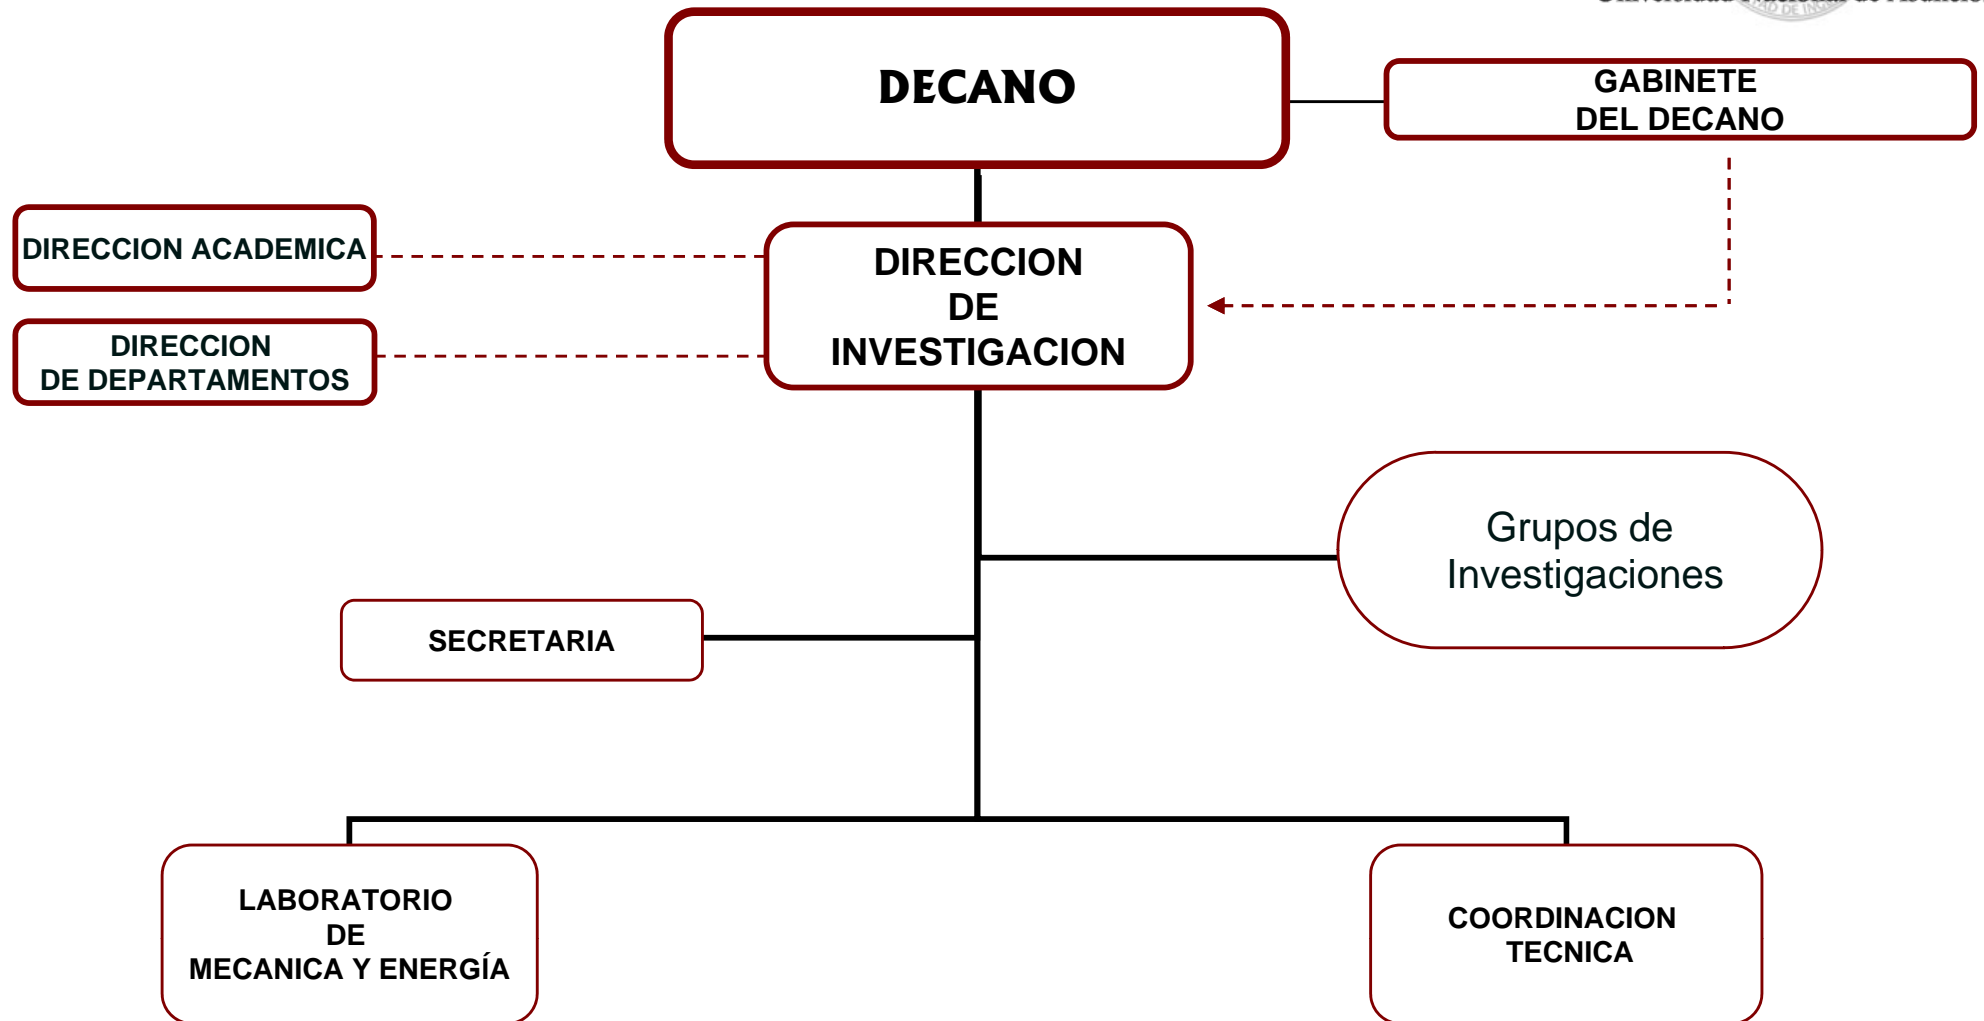 de
DECANO
GABINETE
DEL DECANO
DIRECCION ACADEMICA
DIRECCION
DE
INVESTIGACION
DIRECCION
DE DEPARTAMENTOS
Grupos de
Investigaciones
SECRETARIA
LABORATORIO
DE
MECANICA Y ENERGÍA
COORDINACION
TECNICA